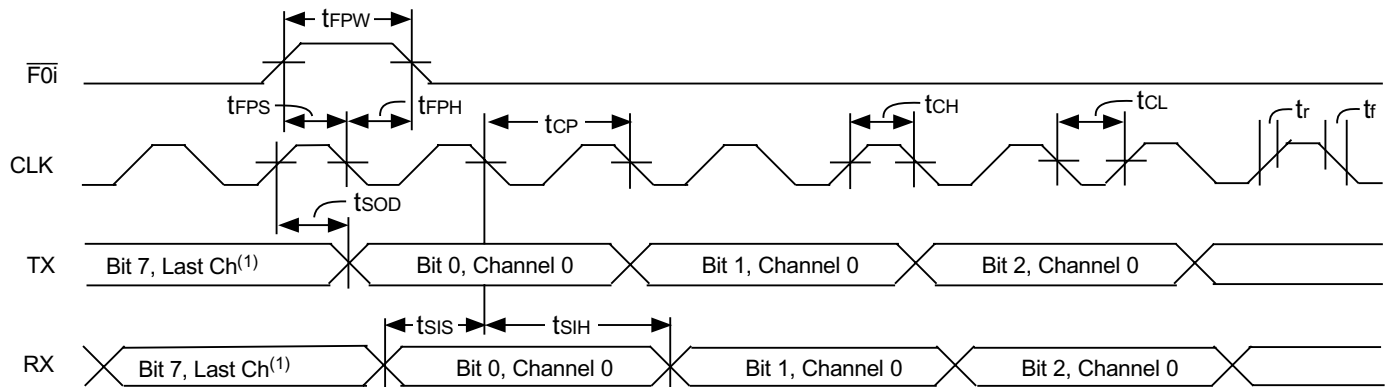 tFPW
F0i
tFPS
tFPH
tCP
tCH
tCL
tr
tf
CLK
tSOD
TX
Bit 7, Last Ch(1)
Bit 0, Channel 0
Bit 1, Channel 0
Bit 2, Channel 0
tSIS
tSIH
RX
Bit 7, Last Ch(1)
Bit 0, Channel 0
Bit 1, Channel 0
Bit 2, Channel 0